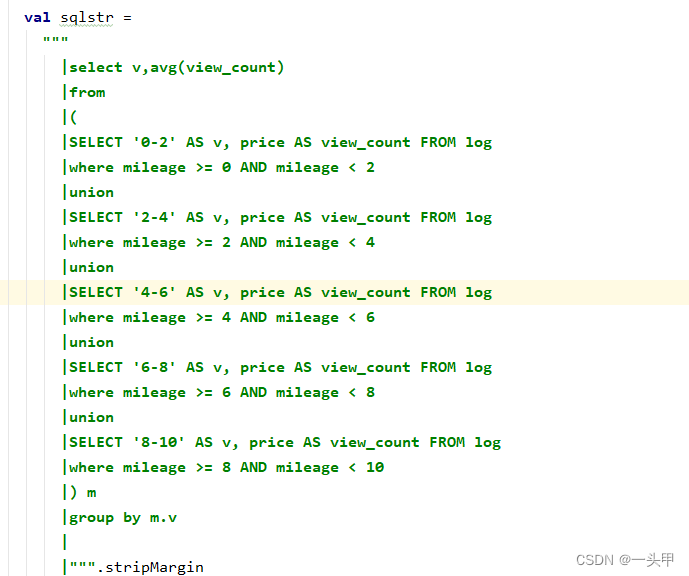 val sqlstr =
"""
|select v,avg(view_count)
|from
|(
|SELECT '0-2' AS v, price AS view_count FROM log
|where mileage >= 0 AND mileage < 2
|union
|SELECT '2-4' AS v, price AS view_count FROM log
|where mileage >= 2 AND mileage < 4
|union
|SELECT '4-6' AS v, price AS view_count FROM log
|where mileage >= 4 AND mileage < 6
|union
|SELECT '6-8' AS v, price AS view_count FROM log
|where mileage >= 6 AND mileage < 8
|union
|SELECT '8-10' AS v, price AS view_count FROM log
|where mileage >= 8 AND mileage < 10
|) m
|group by m.v
|
|""".stripMargin
CSDN @一头甲